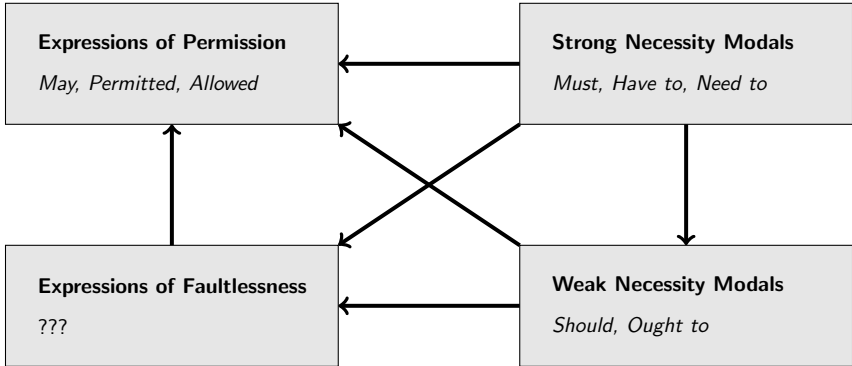 Expressions of Permission
May, Permitted, Allowed
Strong Necessity Modals
Must, Have to, Need to
Expressions of Faultlessness
???
Weak Necessity Modals
Should, Ought to